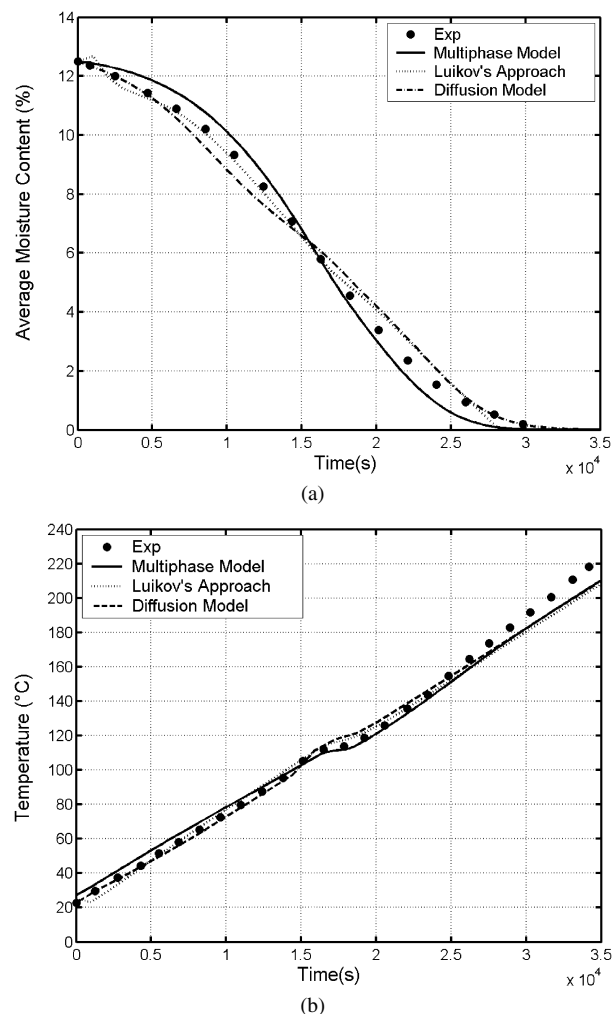 14
12
10
8
6
4
2
0
Average Moisture Content (%)
Exp
Multiphase Model
Luikov's Approach
Diffusion Model
0 0.5 1 1.5 2 2.5 3 3.5
Time(s)
x 10^4
(a)
240
220
200
180
160
140
120
100
80
60
40
20
0
Temperature (°C)
Exp
Multiphase Model
Luikov's Approach
Diffusion Model
0 0.5 1 1.5 2 2.5 3 3.5
Time(s)
x 10^4
(b)